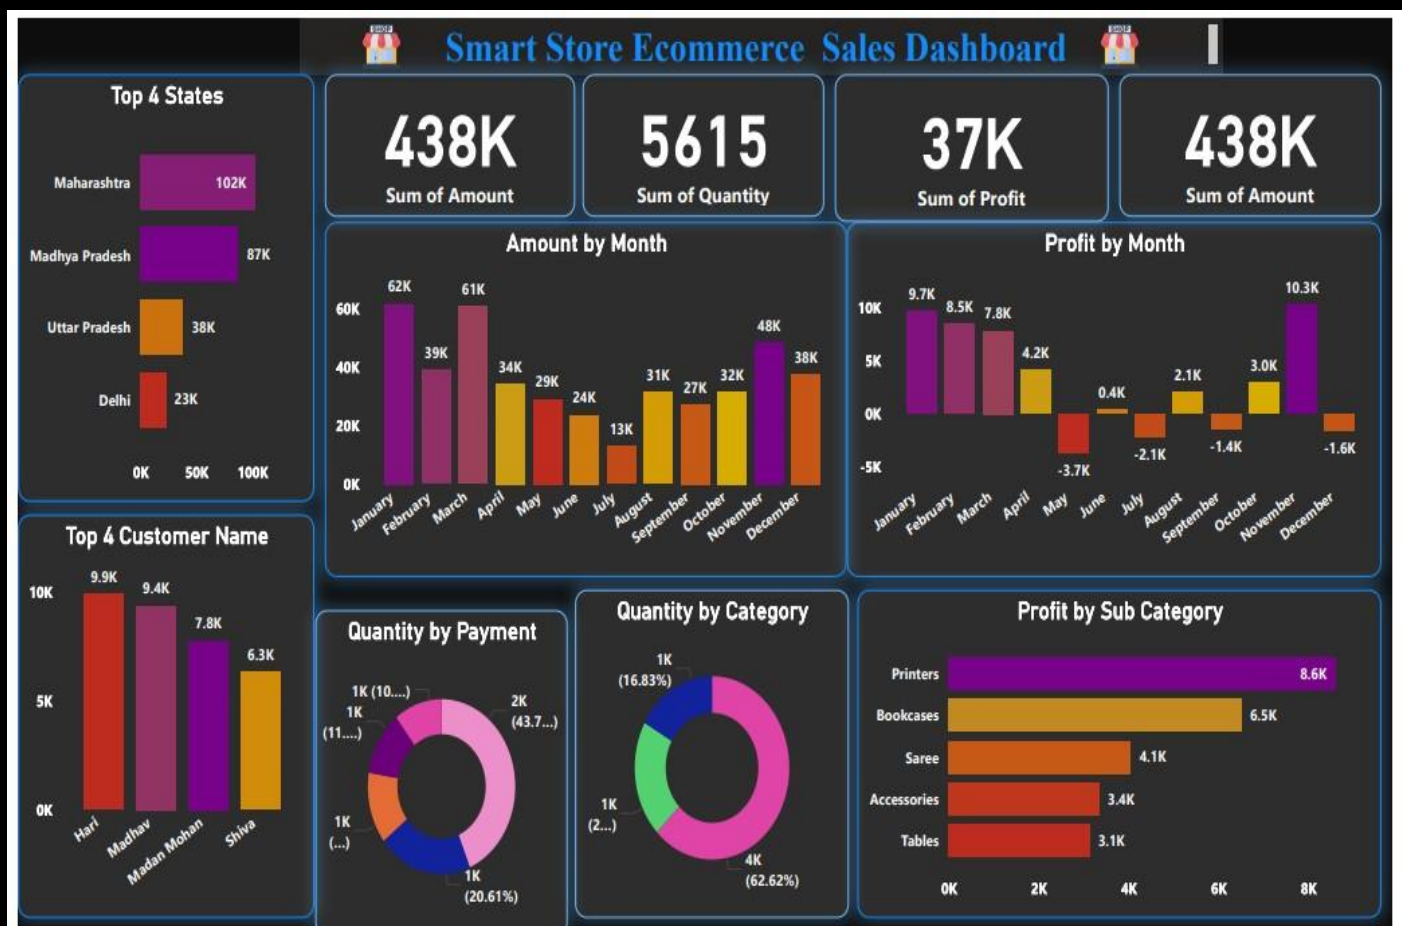 SHOP
Smart Store Ecommerce Sales Dashboard
SHOP
Top 4 States
Maharashtra
102K
Madhya Pradesh
87K
Uttar Pradesh
38K
Delhi
23K
0K 50K 100K
438K
Sum of Amount
5615
Sum of Quantity
37K
Sum of Profit
438K
Sum of Amount
Amount by Month
60K
40K
20K
0K
62K
39K
61K
34K
29K
24K
13K
31K
27K
32K
48K
38K
January
February
March
April
May
June
July
August
September
October
November
December
Profit by Month
10K
5K
0K
-5K
9.7K
8.5K
7.8K
4.2K
-3.7K
0.4K
-2.1K
2.1K
-1.4K
3.0K
10.3K
-1.6K
January
February
March
April
May
June
July
August
September
October
November
December
Top 4 Customer Name
10K
5K
0K
9.9K
9.4K
7.8K
6.3K
Hari
Madhav
Madan Mohan
Shiva
Quantity by Payment
1K (10....)
2K
(43.7...)
1K
(11....)
1K
(...)
1K
(20.61%)
Quantity by Category
1K
(16.83%)
1K
(2...)
4K
(62.62%)
Profit by Sub Category
Printers
8.6K
Bookcases
6.5K
Saree
4.1K
Accessories
3.4K
Tables
3.1K
0K 2K 4K 6K 8K